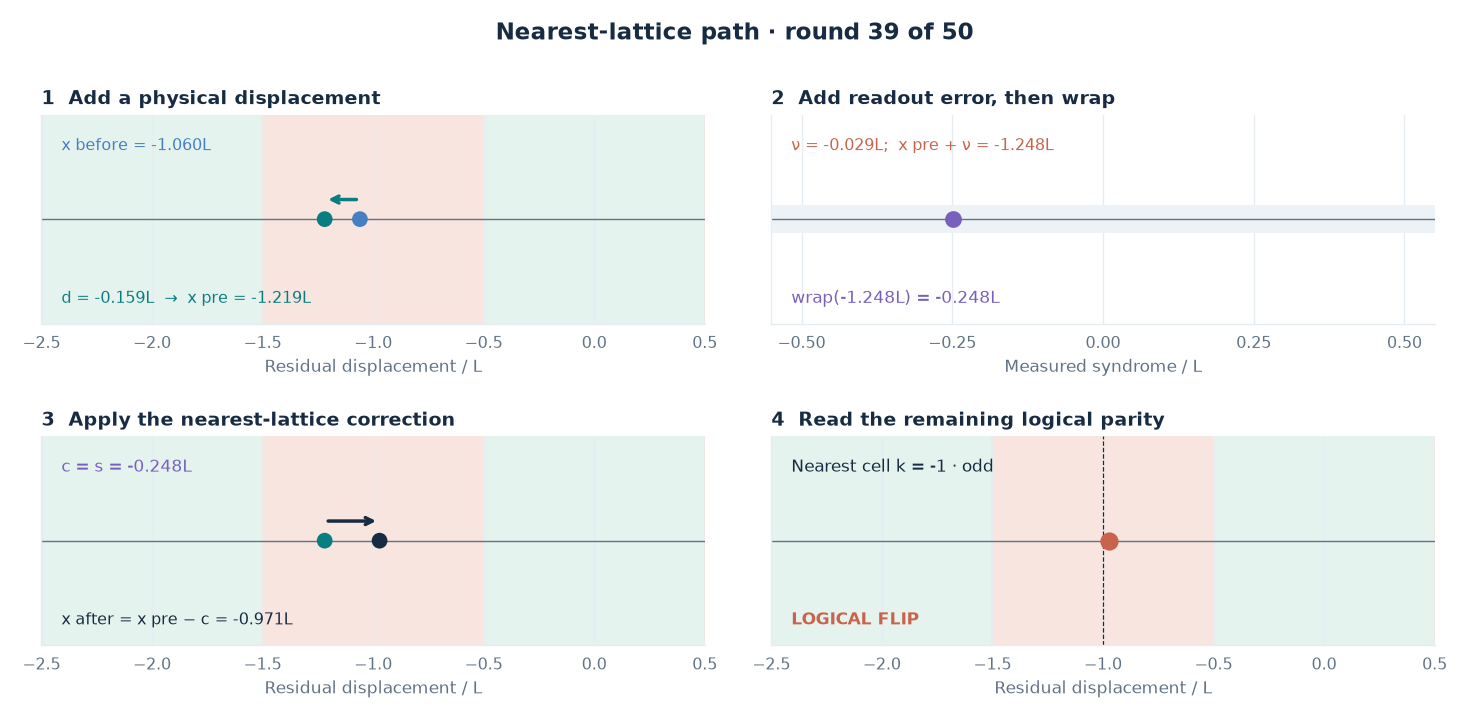 Nearest-lattice path · round 39 of 50
1 Add a physical displacement
x before = -1.060L
d = -0.159L → x pre = -1.219L
−2.5 −2.0 −1.5 −1.0 −0.5 0.0 0.5
Residual displacement / L
2 Add readout error, then wrap
ν = -0.029L; x pre + ν = -1.248L
wrap(-1.248L) = -0.248L
−0.50 −0.25 0.00 0.25 0.50
Measured syndrome / L
3 Apply the nearest-lattice correction
c = s = -0.248L
x after = x pre − c = -0.971L
−2.5 −2.0 −1.5 −1.0 −0.5 0.0 0.5
Residual displacement / L
4 Read the remaining logical parity
Nearest cell k = -1 · odd
LOGICAL FLIP
−2.5 −2.0 −1.5 −1.0 −0.5 0.0 0.5
Residual displacement / L